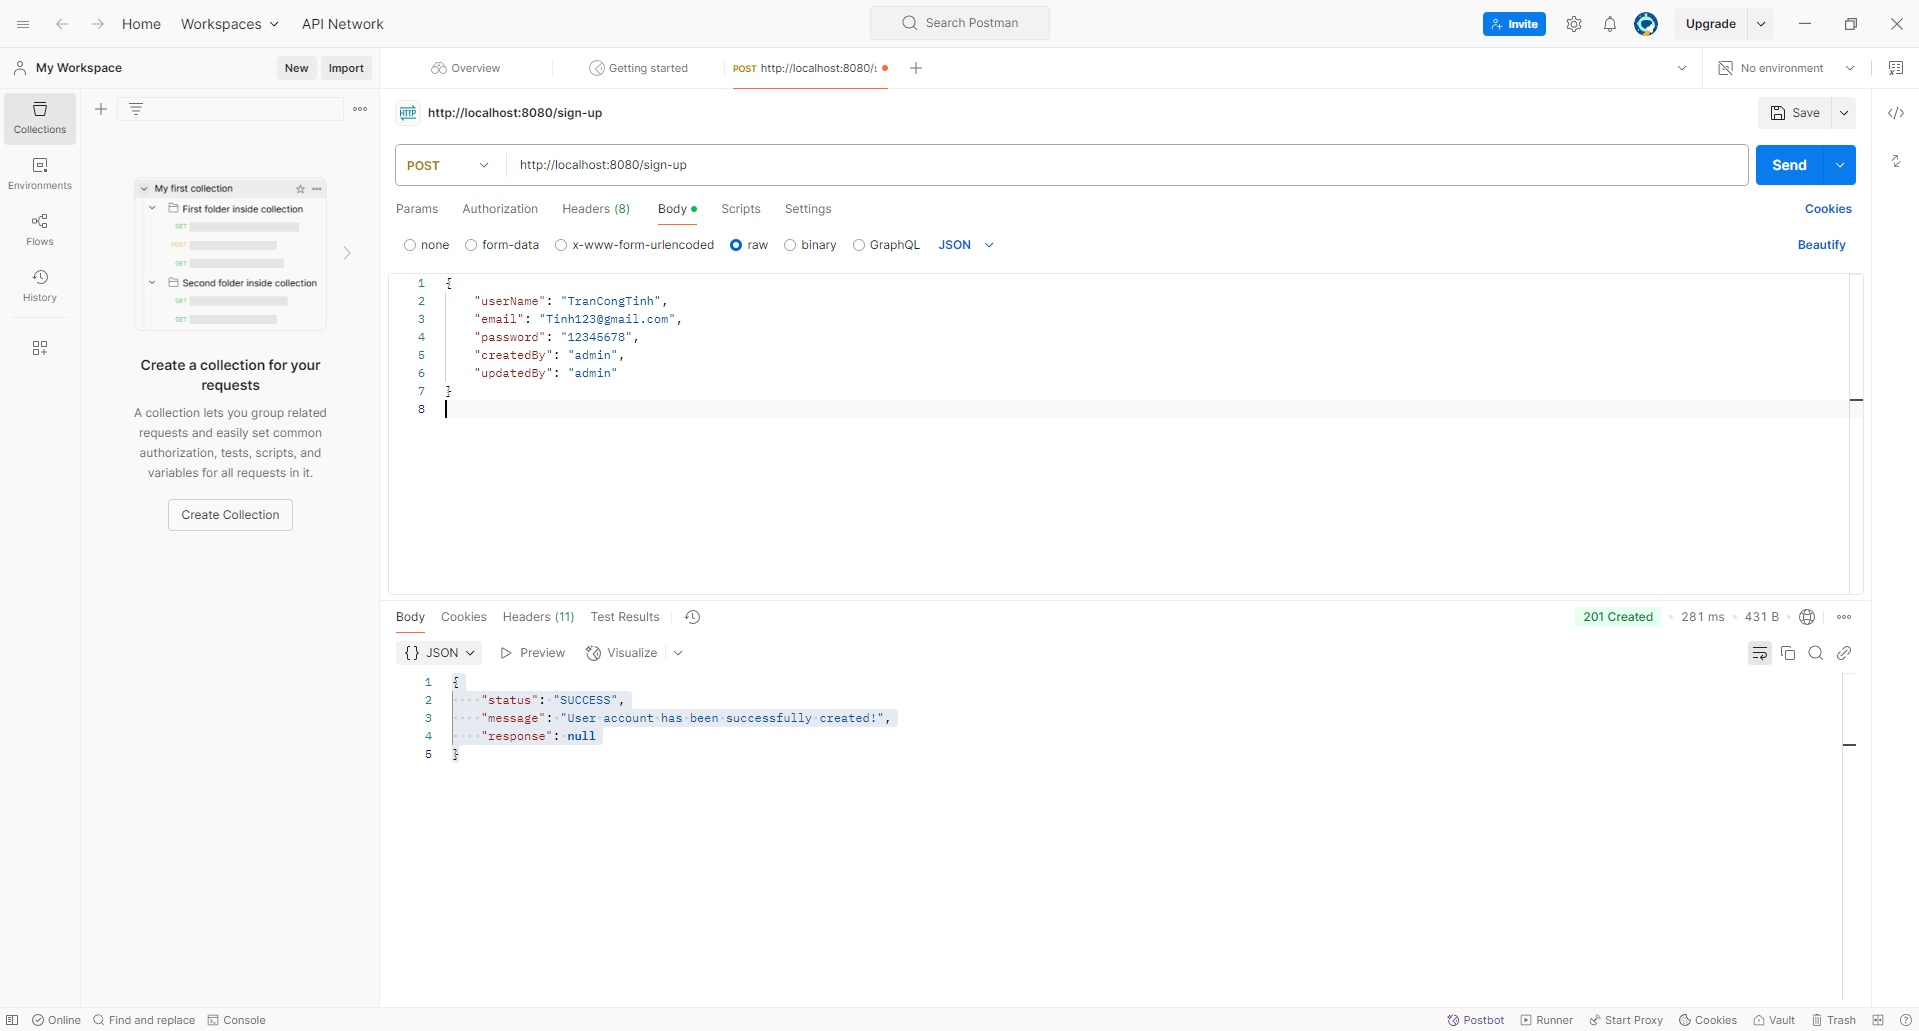 Home Workspaces API Network Search Postman Invite Upgrade
My Workspace New Import Overview Getting started POST http://localhost:8080/s No environment
Collections
Environments
Flows
History
My first collection
First folder inside collection
GET
POST
GET
Second folder inside collection
GET
GET
Create a collection for your
requests
A collection lets you group related
requests and easily set common
authorization, tests, scripts, and
variables for all requests in it.
Create Collection
HTTP http://localhost:8080/sign-up Save
POST http://localhost:8080/sign-up Send
Params Authorization Headers (8) Body Scripts Settings Cookies
none form-data x-www-form-urlencoded raw binary GraphQL JSON Beautify
1 {
2 "userName": "TranCongTinh",
3 "email": "Tinh123@gmail.com",
4 "password": "12345678",
5 "createdBy": "admin",
6 "updatedBy": "admin"
7 }
8
Body Cookies Headers (11) Test Results 201 Created • 281 ms • 431 B
{} JSON Preview Visualize
1 {
2 "status": "SUCCESS",
3 "message": "User account has been successfully created!",
4 "response": null
5 }
Online Find and replace Console Postbot Runner Start Proxy Cookies Vault Trash